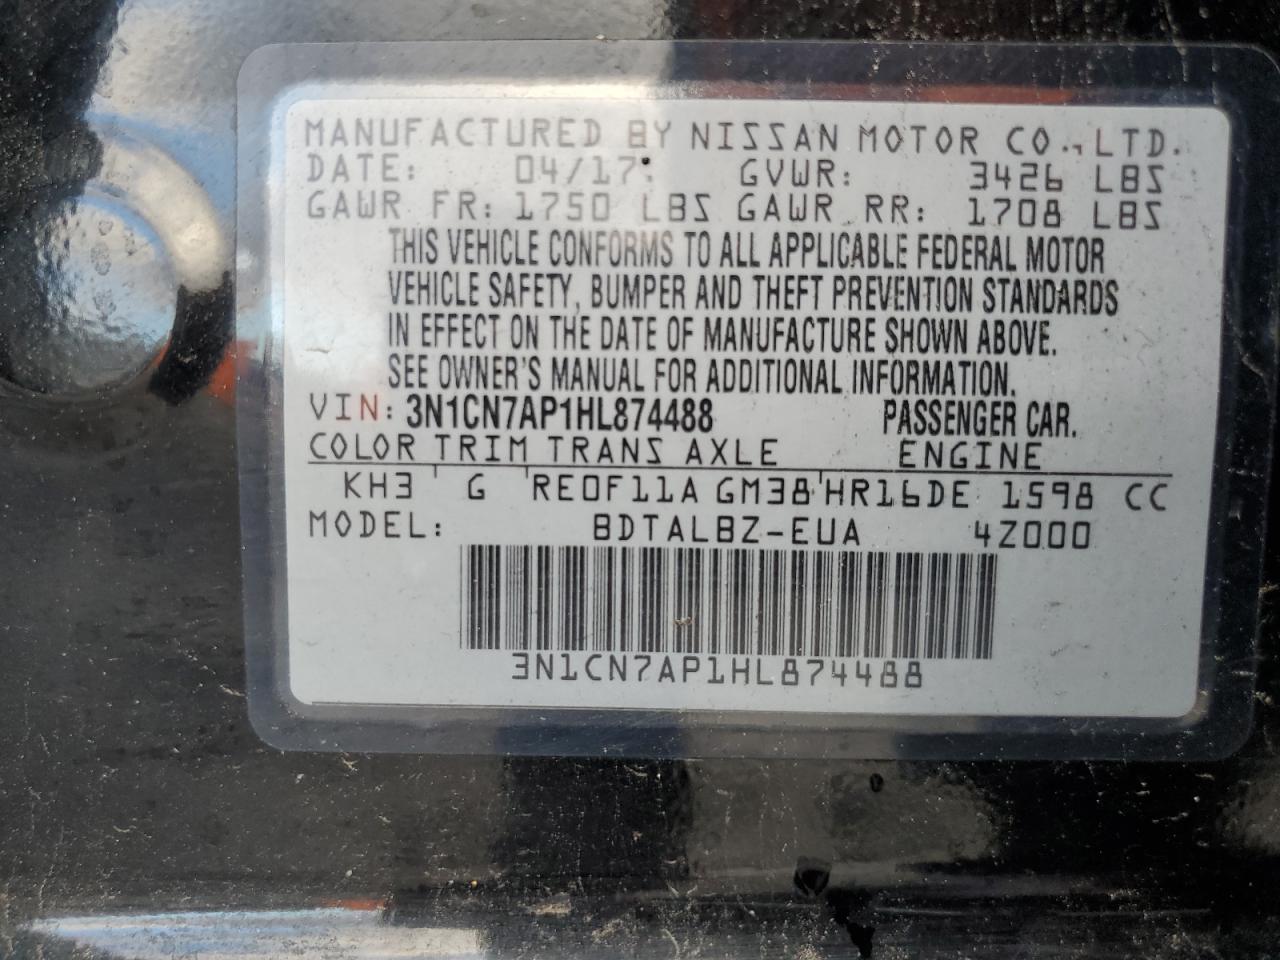 MANUFACTURED BY NISSAN MOTOR CO., LTD.
DATE: 04/17 GVWR: 3426 LBS
GAWR FR: 1750 LBS GAWR RR: 1708 LBS
THIS VEHICLE CONFORMS TO ALL APPLICABLE FEDERAL MOTOR
VEHICLE SAFETY, BUMPER AND THEFT PREVENTION STANDARDS
IN EFFECT ON THE DATE OF MANUFACTURE SHOWN ABOVE.
SEE OWNER'S MANUAL FOR ADDITIONAL INFORMATION.
VIN: 3N1CN7AP1HL874488 PASSENGER CAR.
COLOR TRIM TRANS AXLE ENGINE
KH3 G RE0F11A GM38 HR16DE 1598 CC
MODEL: BDTALBZ-EUA 4Z000
3N1CN7AP1HL874488